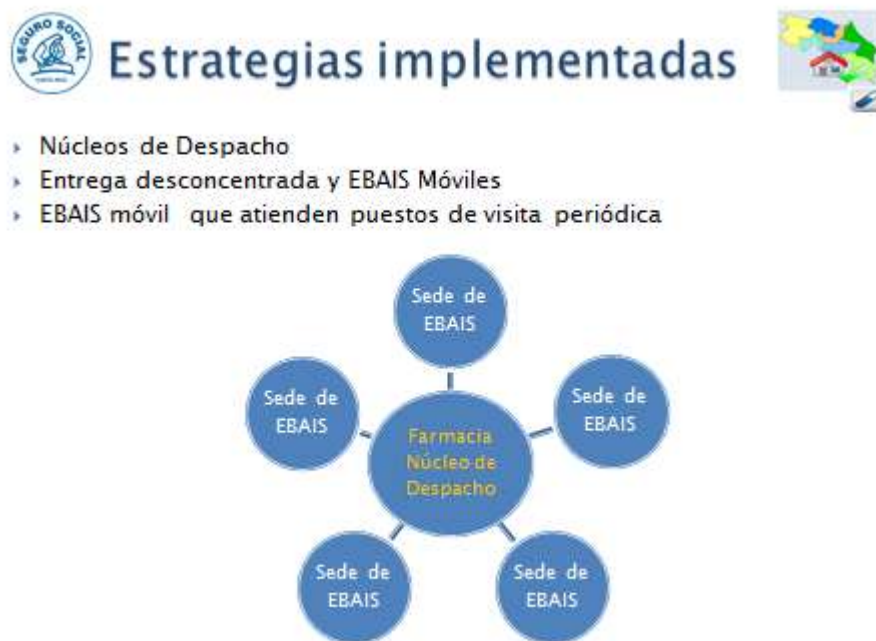 SEGURO SOCIAL
Estrategias implementadas
Núcleos de Despacho
Entrega desconcentrada y EBAIS Móviles
EBAIS móvil que atienden puestos de visita periódica
Sede de
EBAIS
Sede de
EBAIS
Sede de
EBAIS
Farmacia
Núcleo de
Despacho
Sede de
EBAIS
Sede de
EBAIS